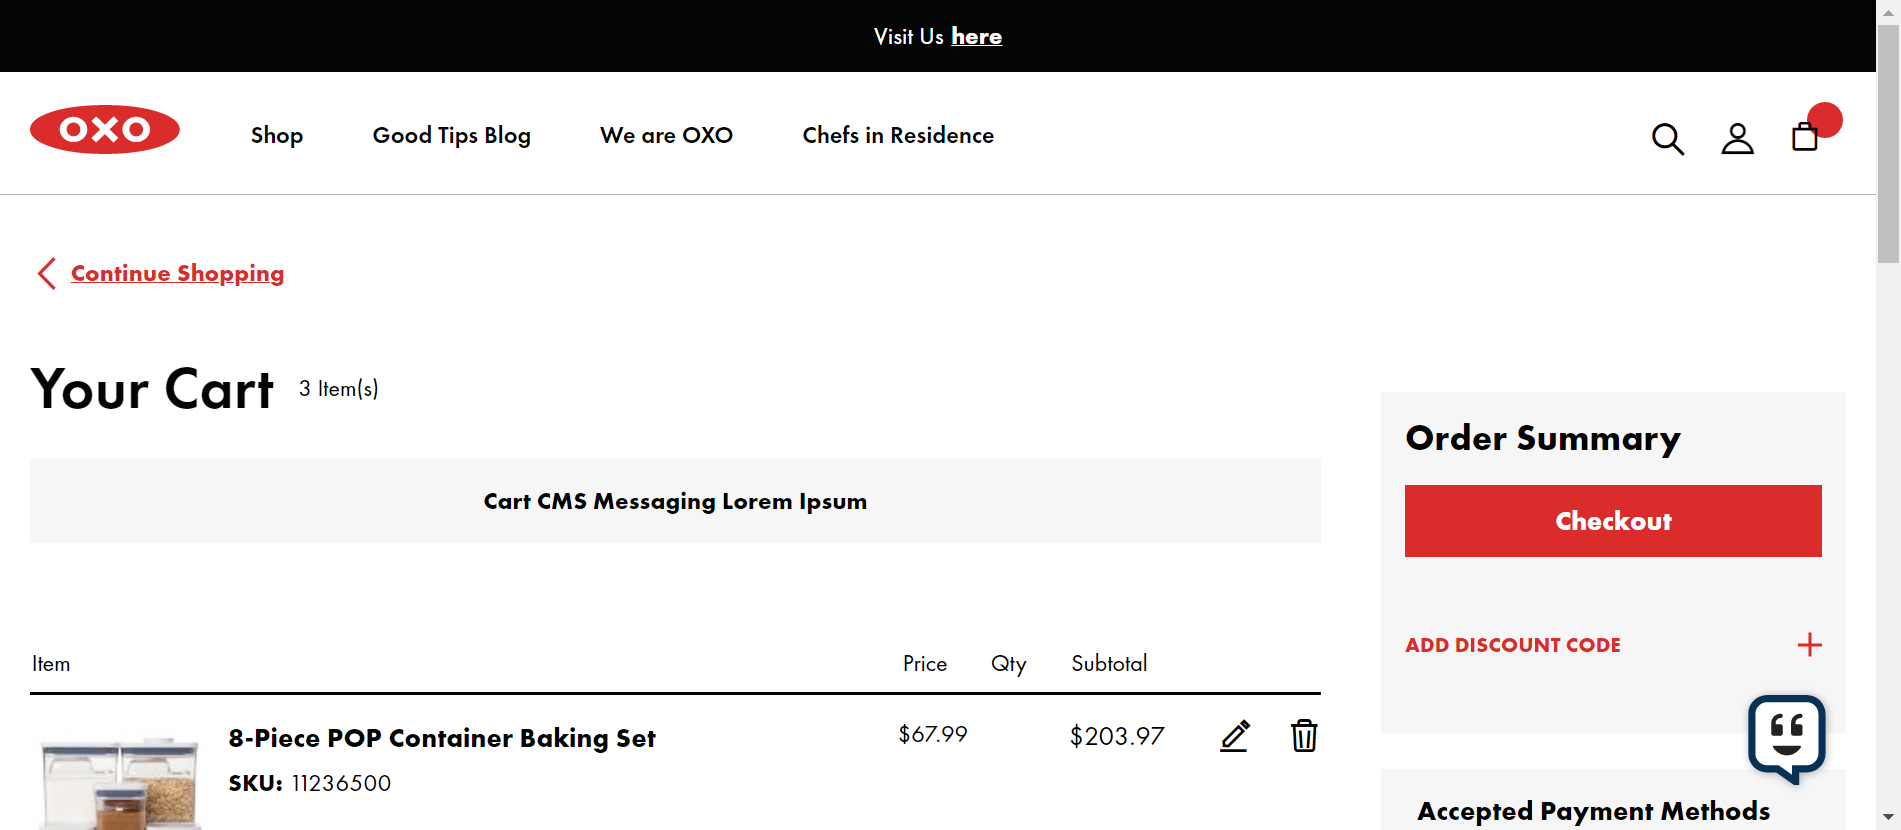 Visit Us here
OXO
Shop
Good Tips Blog
We are OXO
Chefs in Residence
Continue Shopping
Your Cart
3 Item(s)
Cart CMS Messaging Lorem Ipsum
Item
Price
Qty
Subtotal
8-Piece POP Container Baking Set
$67.99
$203.97
SKU: 11236500
Order Summary
Checkout
ADD DISCOUNT CODE
Accepted Payment Methods